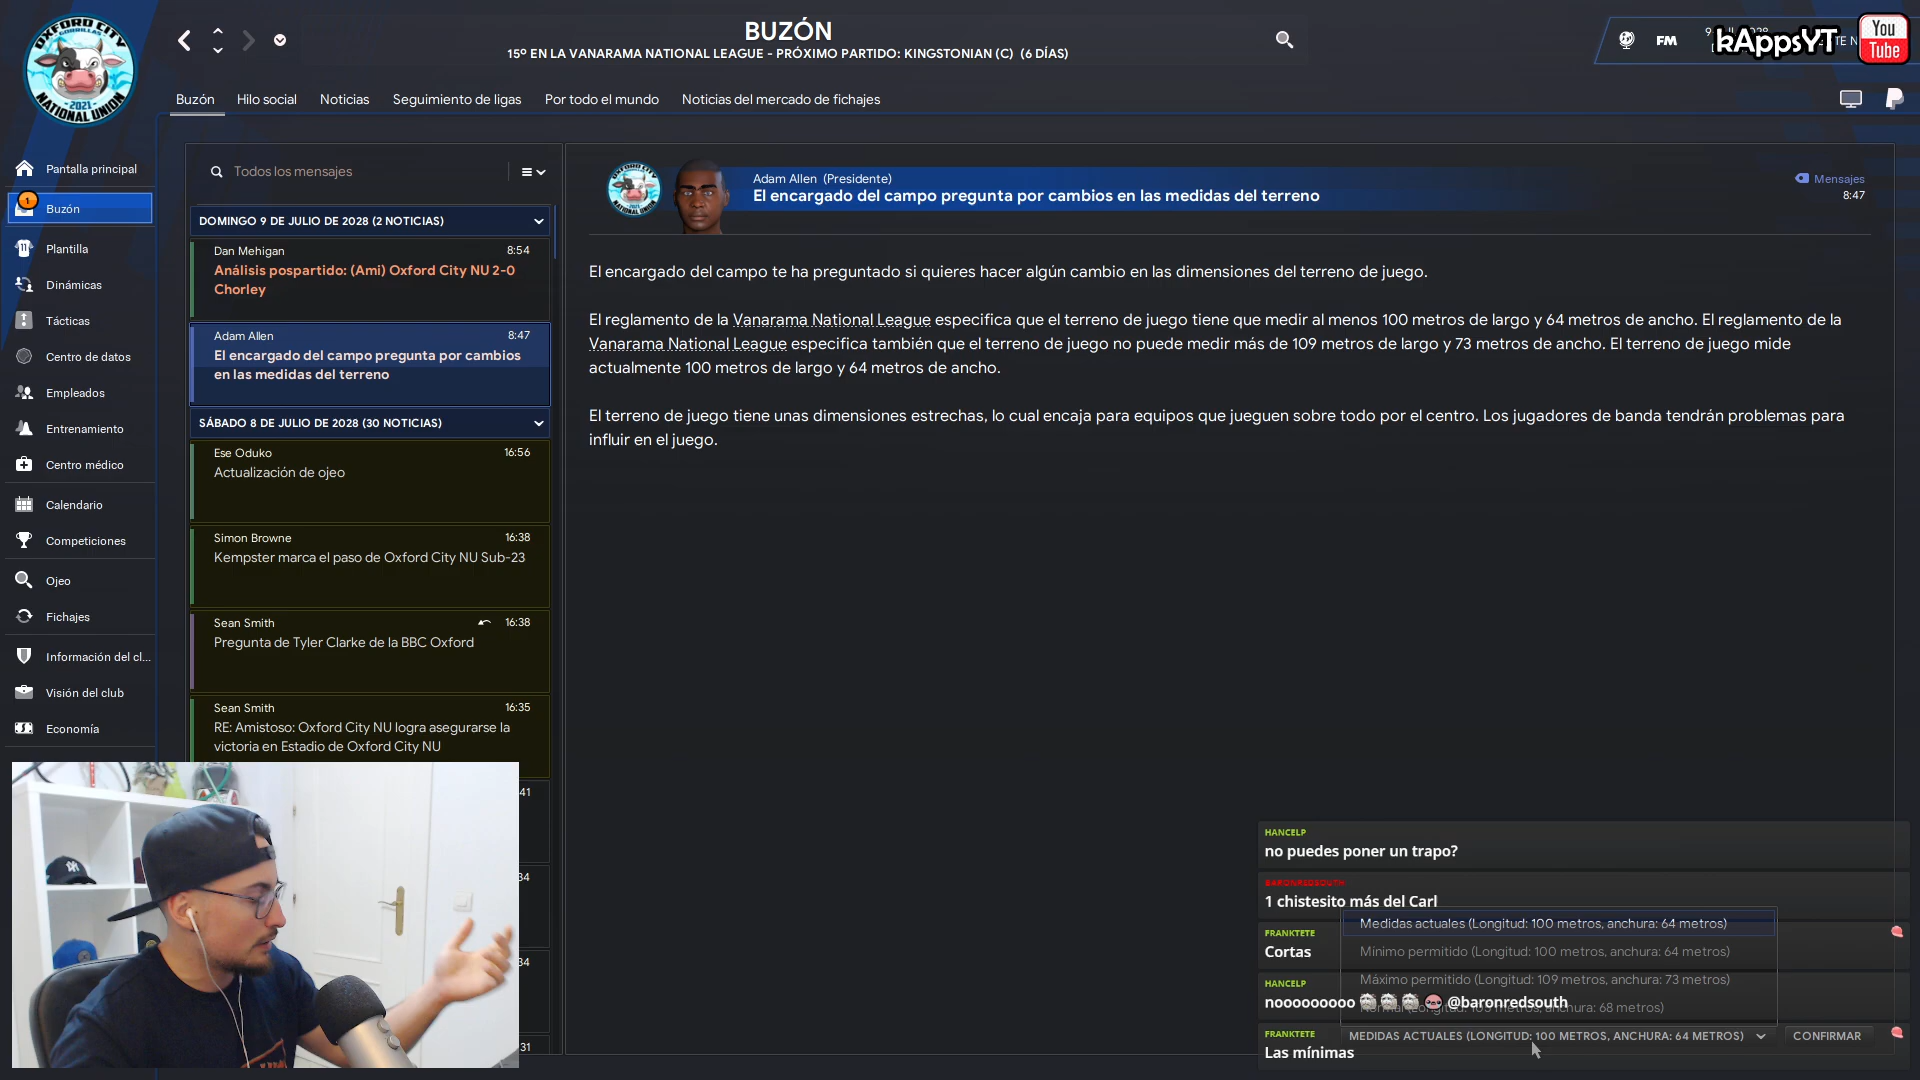 OXFORD CITY
GORRILLAS
2021
NATIONAL UNION
BUZÓN
15º EN LA VANARAMA NATIONAL LEAGUE - PRÓXIMO PARTIDO: KINGSTONIAN (C) (6 DÍAS)
FM
kAppsYT
You
Tube
Buzón
Hilo social
Noticias
Seguimiento de ligas
Por todo el mundo
Noticias del mercado de fichajes
Pantalla principal
1
Buzón
Plantilla
Dinámicas
Tácticas
Centro de datos
Empleados
Entrenamiento
Centro médico
Calendario
Competiciones
Ojeo
Fichajes
Información del cl...
Visión del club
Economía
Todos los mensajes
DOMINGO 9 DE JULIO DE 2028 (2 NOTICIAS)
Dan Mehigan 8:54
Análisis pospartido: (Ami) Oxford City NU 2-0
Chorley
Adam Allen 8:47
El encargado del campo pregunta por cambios
en las medidas del terreno
SÁBADO 8 DE JULIO DE 2028 (30 NOTICIAS)
Ese Oduko 16:56
Actualización de ojeo
Simon Browne 16:38
Kempster marca el paso de Oxford City NU Sub-23
Sean Smith 16:38
Pregunta de Tyler Clarke de la BBC Oxford
Sean Smith 16:35
RE: Amistoso: Oxford City NU logra asegurarse la
victoria en Estadio de Oxford City NU
41
34
34
31
Adam Allen (Presidente)
El encargado del campo pregunta por cambios en las medidas del terreno
Mensajes
8:47
El encargado del campo te ha preguntado si quieres hacer algún cambio en las dimensiones del terreno de juego.
El reglamento de la Vanarama National League especifica que el terreno de juego tiene que medir al menos 100 metros de largo y 64 metros de ancho. El reglamento de la
Vanarama National League especifica también que el terreno de juego no puede medir más de 109 metros de largo y 73 metros de ancho. El terreno de juego mide
actualmente 100 metros de largo y 64 metros de ancho.
El terreno de juego tiene unas dimensiones estrechas, lo cual encaja para equipos que jueguen sobre todo por el centro. Los jugadores de banda tendrán problemas para
influir en el juego.
HANCELP
no puedes poner un trapo?
BARONREDSOUTH
1 chistesito más del Carl
Medidas actuales (Longitud: 100 metros, anchura: 64 metros)
FRANKTETE
Cortas
Mínimo permitido (Longitud: 100 metros, anchura: 64 metros)
Máximo permitido (Longitud: 109 metros, anchura: 73 metros)
HANCELP
nooooooooo @baronredsouth
metros, anchura: 68 metros)
FRANKTETE
MEDIDAS ACTUALES (LONGITUD: 100 METROS, ANCHURA: 64 METROS)
CONFIRMAR
Las mínimas